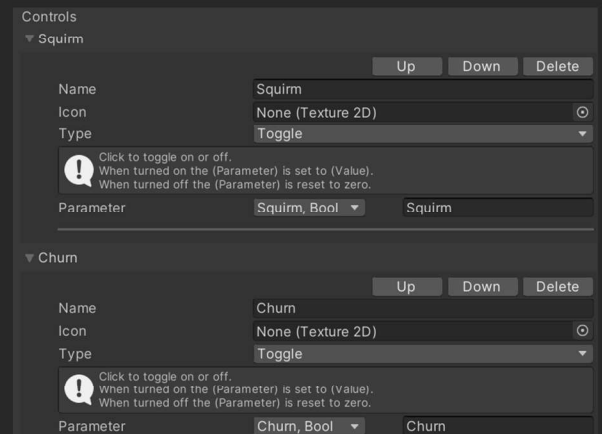 Controls
Squirm
Up Down Delete
Name Squirm
Icon None (Texture 2D)
Type Toggle
Click to toggle on or off.
When turned on the (Parameter) is set to (Value).
When turned off the (Parameter) is reset to zero.
Parameter Squirm, Bool Squirm
Churn
Up Down Delete
Name Churn
Icon None (Texture 2D)
Type Toggle
Click to toggle on or off.
When turned on the (Parameter) is set to (Value).
When turned off the (Parameter) is reset to zero.
Parameter Churn, Bool Churn